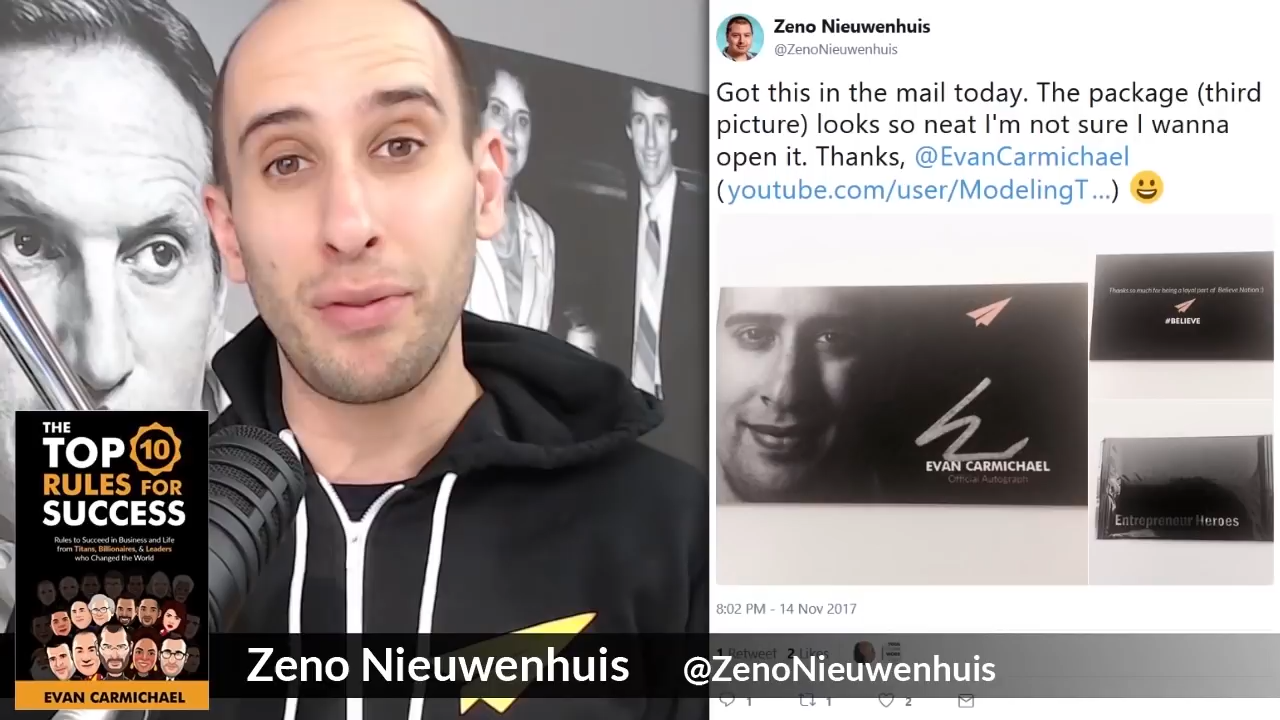 Zeno Nieuwenhuis
@ZenoNieuwenhuis
Got this in the mail today. The package (third
picture) looks so neat I'm not sure I wanna
open it. Thanks, @EvanCarmichael
(youtube.com/user/ModelingT...) 😀
Thanks so much for being a loyal part of Believe Nation :)
#BELIEVE
EVAN CARMICHAEL
Official Autograph
Entrepreneur Heroes
8:02 PM - 14 Nov 2017
1 Retweet 2 Likes
1 1 2
THE
TOP 10
RULES FOR
SUCCESS
Rules to Succeed in Business and Life
from Titans, Billionaires, & Leaders
who Changed the World
EVAN CARMICHAEL
Zeno Nieuwenhuis @ZenoNieuwenhuis